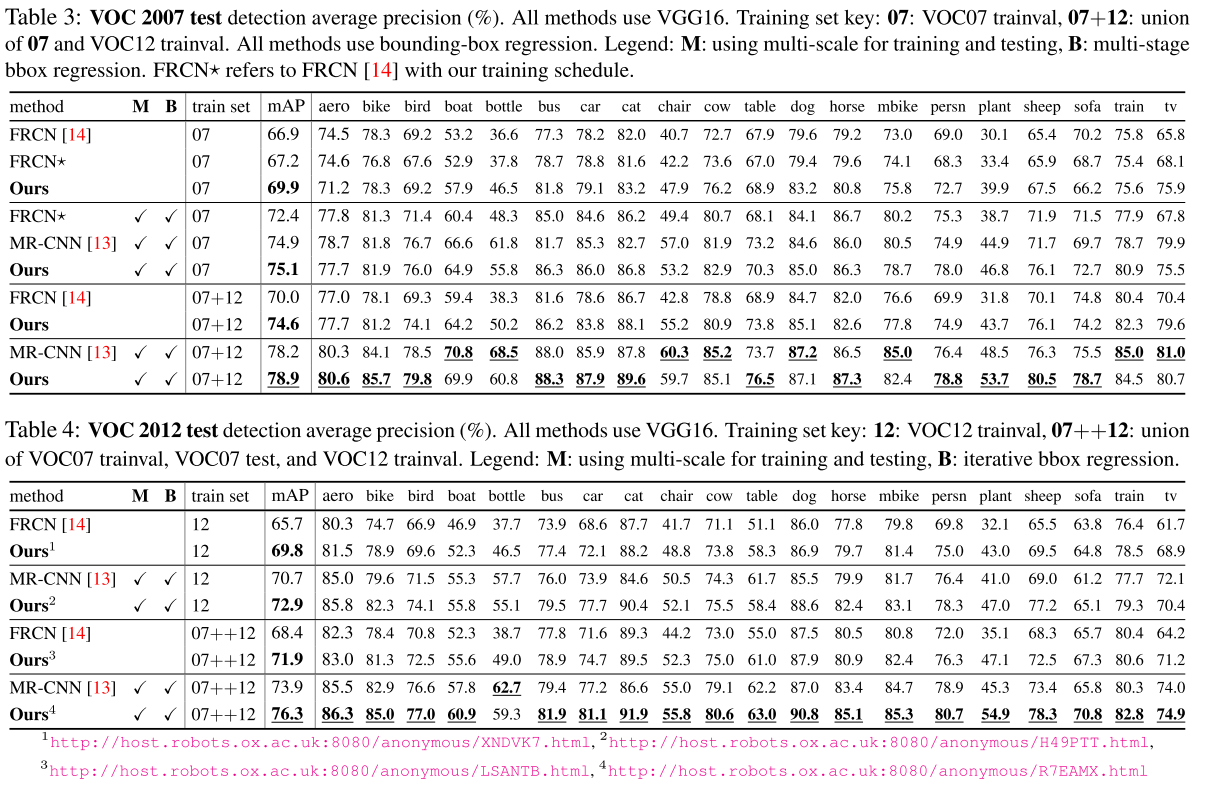 Table 3: VOC 2007 test detection average precision (%). All methods use VGG16. Training set key: 07: VOC07 trainval, 07+12: union
of 07 and VOC12 trainval. All methods use bounding-box regression. Legend: M: using multi-scale for training and testing, B: multi-stage
bbox regression. FRCN⋆ refers to FRCN [14] with our training schedule.
method M B train set mAP aero bike bird boat bottle bus car cat chair cow table dog horse mbike persn plant sheep sofa train tv
FRCN [14] 07 66.9 74.5 78.3 69.2 53.2 36.6 77.3 78.2 82.0 40.7 72.7 67.9 79.6 79.2 73.0 69.0 30.1 65.4 70.2 75.8 65.8
FRCN⋆ 07 67.2 74.6 76.8 67.6 52.9 37.8 78.7 78.8 81.6 42.2 73.6 67.0 79.4 79.6 74.1 68.3 33.4 65.9 68.7 75.4 68.1
Ours 07 69.9 71.2 78.3 69.2 57.9 46.5 81.8 79.1 83.2 47.9 76.2 68.9 83.2 80.8 75.8 72.7 39.9 67.5 66.2 75.6 75.9
FRCN⋆ ✓ ✓ 07 72.4 77.8 81.3 71.4 60.4 48.3 85.0 84.6 86.2 49.4 80.7 68.1 84.1 86.7 80.2 75.3 38.7 71.9 71.5 77.9 67.8
MR-CNN [13] ✓ ✓ 07 74.9 78.7 81.8 76.7 66.6 61.8 81.7 85.3 82.7 57.0 81.9 73.2 84.6 86.0 80.5 74.9 44.9 71.7 69.7 78.7 79.9
Ours ✓ ✓ 07 75.1 77.7 81.9 76.0 64.9 55.8 86.3 86.0 86.8 53.2 82.9 70.3 85.0 86.3 78.7 78.0 46.8 76.1 72.7 80.9 75.5
FRCN [14] 07+12 70.0 77.0 78.1 69.3 59.4 38.3 81.6 78.6 86.7 42.8 78.8 68.9 84.7 82.0 76.6 69.9 31.8 70.1 74.8 80.4 70.4
Ours 07+12 74.6 77.7 81.2 74.1 64.2 50.2 86.2 83.8 88.1 55.2 80.9 73.8 85.1 82.6 77.8 74.9 43.7 76.1 74.2 82.3 79.6
MR-CNN [13] ✓ ✓ 07+12 78.2 80.3 84.1 78.5 70.8 68.5 88.0 85.9 87.8 60.3 85.2 73.7 87.2 86.5 85.0 76.4 48.5 76.3 75.5 85.0 81.0
Ours ✓ ✓ 07+12 78.9 80.6 85.7 79.8 69.9 60.8 88.3 87.9 89.6 59.7 85.1 76.5 87.1 87.3 82.4 78.8 53.7 80.5 78.7 84.5 80.7
Table 4: VOC 2012 test detection average precision (%). All methods use VGG16. Training set key: 12: VOC12 trainval, 07++12: union
of VOC07 trainval, VOC07 test, and VOC12 trainval. Legend: M: using multi-scale for training and testing, B: iterative bbox regression.
method M B train set mAP aero bike bird boat bottle bus car cat chair cow table dog horse mbike persn plant sheep sofa train tv
FRCN [14] 12 65.7 80.3 74.7 66.9 46.9 37.7 73.9 68.6 87.7 41.7 71.1 51.1 86.0 77.8 79.8 69.8 32.1 65.5 63.8 76.4 61.7
Ours¹ 12 69.8 81.5 78.9 69.6 52.3 46.5 77.4 72.1 88.2 48.8 73.8 58.3 86.9 79.7 81.4 75.0 43.0 69.5 64.8 78.5 68.9
MR-CNN [13] ✓ ✓ 12 70.7 85.0 79.6 71.5 55.3 57.7 76.0 73.9 84.6 50.5 74.3 61.7 85.5 79.9 81.7 76.4 41.0 69.0 61.2 77.7 72.1
Ours² ✓ ✓ 12 72.9 85.8 82.3 74.1 55.8 55.1 79.5 77.7 90.4 52.1 75.5 58.4 88.6 82.4 83.1 78.3 47.0 77.2 65.1 79.3 70.4
FRCN [14] 07++12 68.4 82.3 78.4 70.8 52.3 38.7 77.8 71.6 89.3 44.2 73.0 55.0 87.5 80.5 80.8 72.0 35.1 68.3 65.7 80.4 64.2
Ours³ 07++12 71.9 83.0 81.3 72.5 55.6 49.0 78.9 74.7 89.5 52.3 75.0 61.0 87.9 80.9 82.4 76.3 47.1 72.5 67.3 80.6 71.2
MR-CNN [13] ✓ ✓ 07++12 73.9 85.5 82.9 76.6 57.8 62.7 79.4 77.2 86.6 55.0 79.1 62.2 87.0 83.4 84.7 78.9 45.3 73.4 65.8 80.3 74.0
Ours⁴ ✓ ✓ 07++12 76.3 86.3 85.0 77.0 60.9 59.3 81.9 81.1 91.9 55.8 80.6 63.0 90.8 85.1 85.3 80.7 54.9 78.3 70.8 82.8 74.9
¹http://host.robots.ox.ac.uk:8080/anonymous/XNDVK7.html, ²http://host.robots.ox.ac.uk:8080/anonymous/H49PTT.html,
³http://host.robots.ox.ac.uk:8080/anonymous/LSANTB.html, ⁴http://host.robots.ox.ac.uk:8080/anonymous/R7EAMX.html